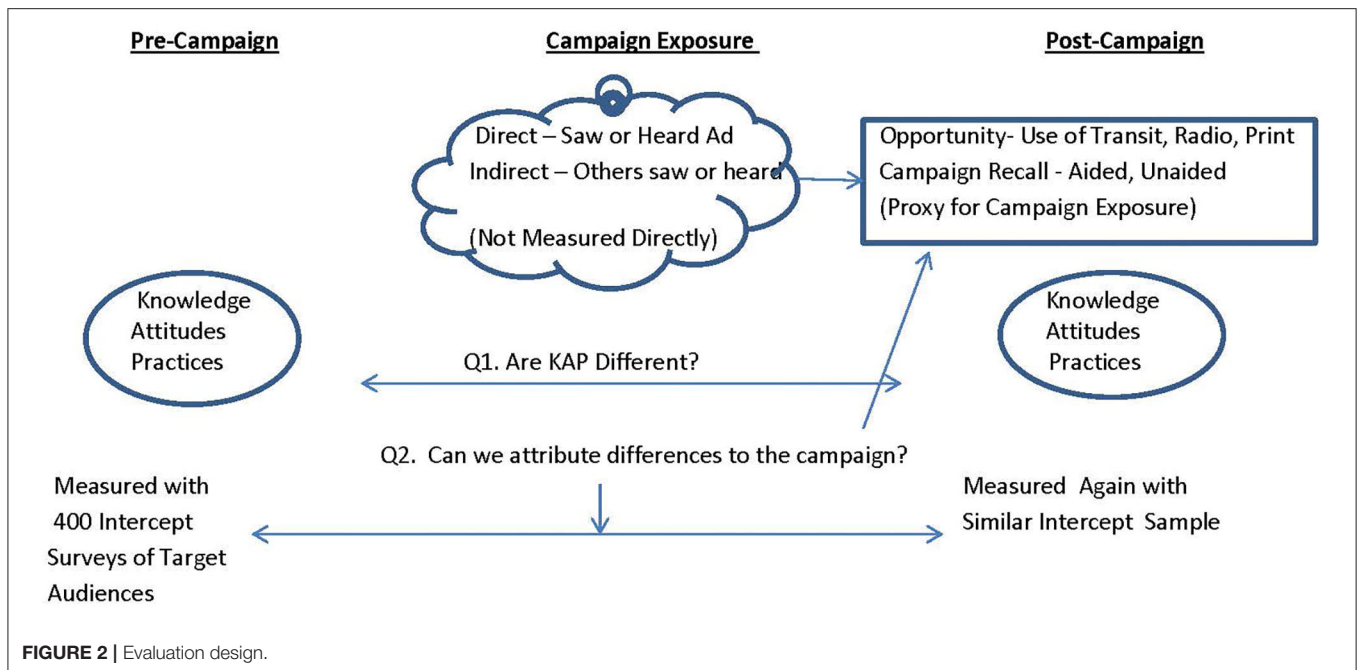 Pre-Campaign
Campaign Exposure
Post-Campaign
Direct – Saw or Heard Ad
Indirect – Others saw or heard
(Not Measured Directly)
Opportunity- Use of Transit, Radio, Print
Campaign Recall - Aided, Unaided
(Proxy for Campaign Exposure)
Knowledge
Attitudes
Practices
Knowledge
Attitudes
Practices
Q1. Are KAP Different?
Q2. Can we attribute differences to the campaign?
Measured with
400 Intercept
Surveys of Target
Audiences
Measured Again with
Similar Intercept Sample
FIGURE 2 | Evaluation design.